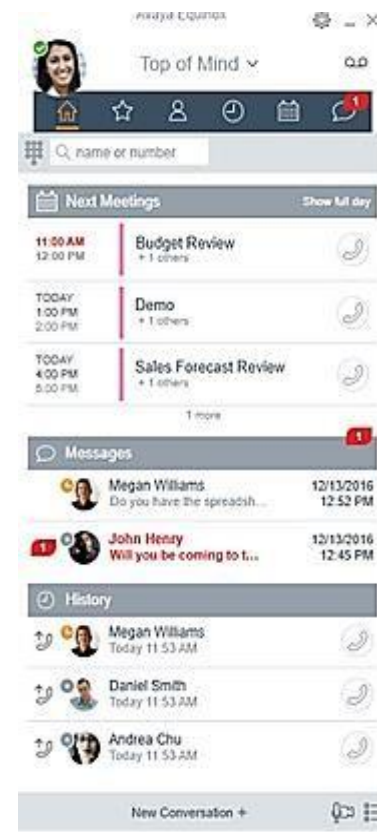 Avaya Equinox
Top of Mind
1
name or number
Next Meetings Show full day
11:00 AM Budget Review
12:00 PM + 1 others
TODAY
1:00 PM Demo
2:00 PM + 1 others
TODAY
4:00 PM Sales Forecast Review
5:00 PM + 1 others
1 more
1
Messages
Megan Williams 12/13/2016
Do you have the spreadsh... 12:52 PM
1 John Henry 12/13/2016
Will you be coming to t... 12:45 PM
History
Megan Williams
Today 11:53 AM
Daniel Smith
Today 11:53 AM
Andrea Chu
Today 11:53 AM
New Conversation +